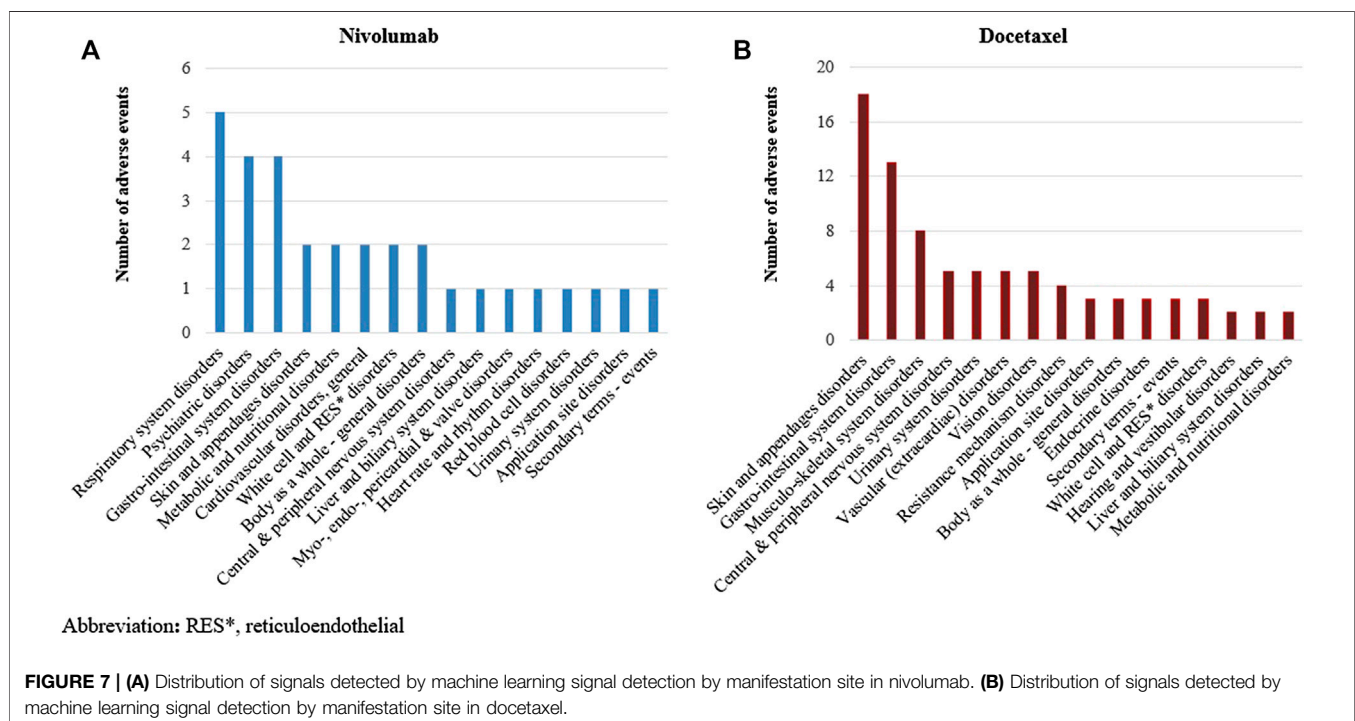 A
Nivolumab
Number of adverse events
6
5
4
3
2
1
0
Respiratory system disorders
Psychiatric disorders
Gastro-intestinal system disorders
Skin and appendages disorders
Metabolic and nutritional disorders
Cardiovascular disorders, general
White cell and RES* disorders
Body as a whole - general disorders
Central & peripheral nervous system disorders
Liver and biliary system disorders
Myo-, endo-, pericardial & valve disorders
Heart rate and rhythm disorders
Red blood cell disorders
Urinary system disorders
Application site disorders
Secondary terms - events
B
Docetaxel
Number of adverse events
20
16
12
8
4
0
Skin and appendages disorders
Gastro-intestinal system disorders
Musculo-skeletal system disorders
Central & peripheral nervous system disorders
Urinary system disorders
Vascular (extracardiac) disorders
Vision disorders
Resistance mechanism disorders
Application site disorders
Body as a whole - general disorders
Endocrine disorders
Secondary terms - events
White cell and RES* disorders
Hearing and vestibular disorders
Liver and biliary system disorders
Metabolic and nutritional disorders
Abbreviation: RES*, reticuloendothelial
FIGURE 7 | (A) Distribution of signals detected by machine learning signal detection by manifestation site in nivolumab. (B) Distribution of signals detected by
machine learning signal detection by manifestation site in docetaxel.